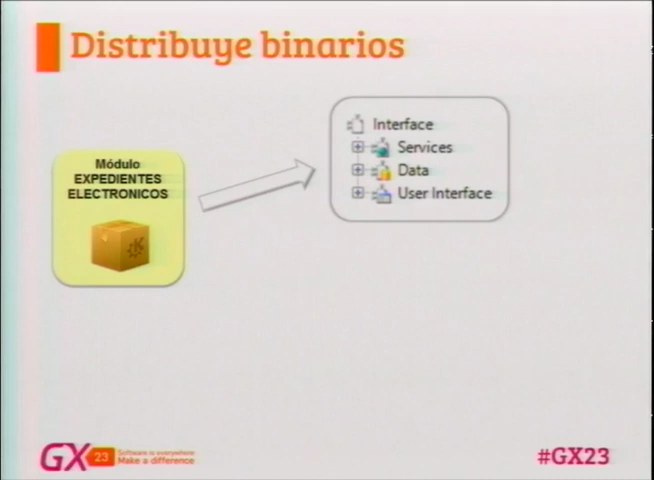 Distribuye binarios
Módulo
EXPEDIENTES
ELECTRONICOS
Interface
Services
Data
User Interface
GX 23
Software is everywhere
Make a difference
#GX23